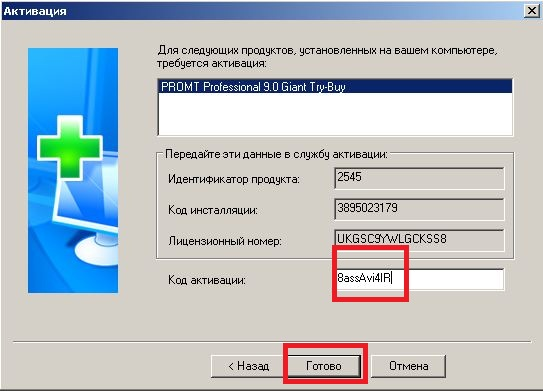 Активация
Для следующих продуктов, установленных на вашем компьютере,
требуется активация:
PROMT Professional 9.0 Giant Try-Buy
Передайте эти данные в службу активации:
Идентификатор продукта: 2545
Код инсталляции: 3895023179
Лицензионный номер: UKGSC9YWLGCKSS8
Код активации: 8assAvi4IR
< Назад Готово Отмена